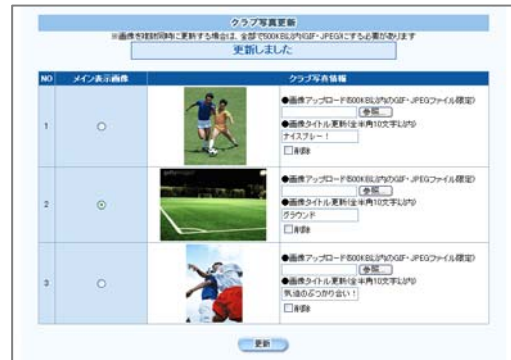 クラブ写真更新
※画像を複数同時に更新する場合は、全部で500KB以内(GIF・JPEG)にする必要があります
更新しました
NO メイン表示画像 クラブ写真情報
●画像アップロード(500KB以内のGIF・JPEGファイル限定)
参照...
●画像タイトル更新(全半角10文字以内)
1
ナイスプレー!
削除
●画像アップロード(500KB以内のGIF・JPEGファイル限定)
参照...
●画像タイトル更新(全半角10文字以内)
2
グラウンド
削除
●画像アップロード(500KB以内のGIF・JPEGファイル限定)
参照...
●画像タイトル更新(全半角10文字以内)
3
気迫のぶつかり合い!
削除
更新